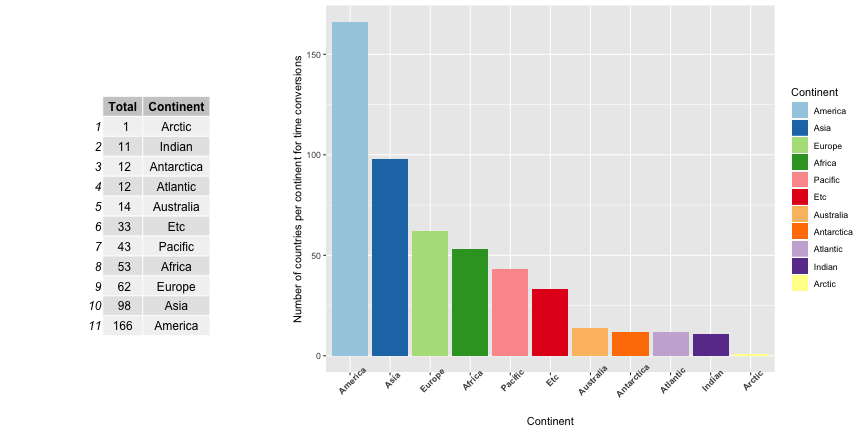 Total Continent
1 1 Arctic
2 11 Indian
3 12 Antarctica
4 12 Atlantic
5 14 Australia
6 33 Etc
7 43 Pacific
8 53 Africa
9 62 Europe
10 98 Asia
11 166 America
Number of countries per continent for time conversions
150
100
50
0
America
Asia
Europe
Africa
Pacific
Etc
Australia
Antarctica
Atlantic
Indian
Arctic
Continent
Continent
America
Asia
Europe
Africa
Pacific
Etc
Australia
Antarctica
Atlantic
Indian
Arctic